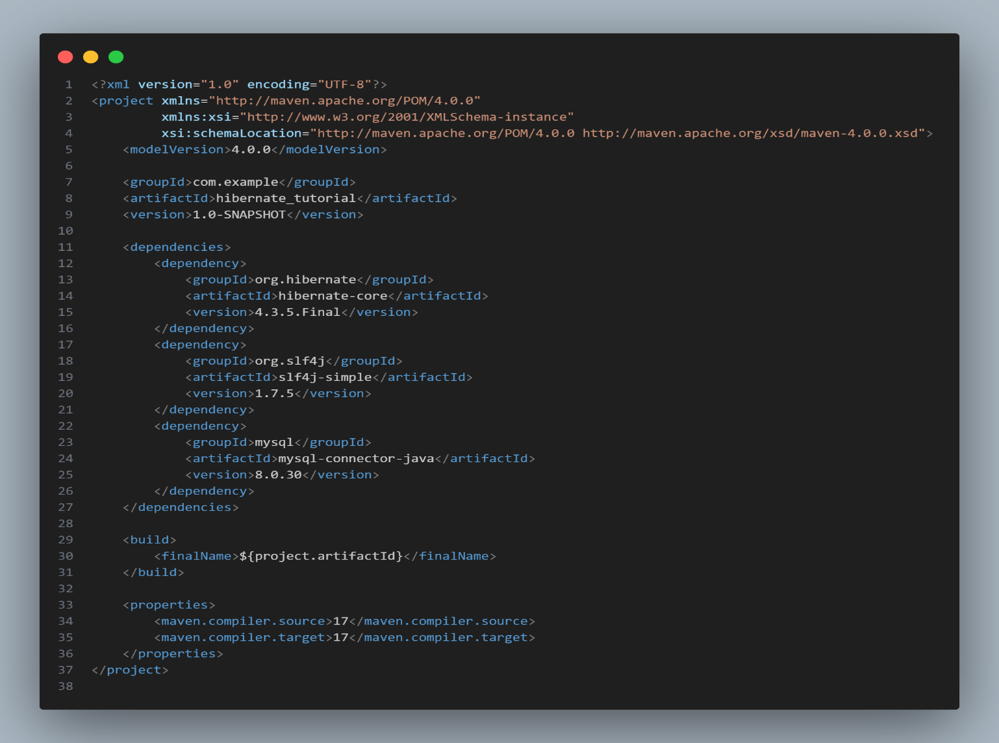 1 <?xml version="1.0" encoding="UTF-8"?>
2 <project xmlns="http://maven.apache.org/POM/4.0.0"
3          xmlns:xsi="http://www.w3.org/2001/XMLSchema-instance"
4          xsi:schemaLocation="http://maven.apache.org/POM/4.0.0 http://maven.apache.org/xsd/maven-4.0.0.xsd">
5     <modelVersion>4.0.0</modelVersion>
6
7     <groupId>com.example</groupId>
8     <artifactId>hibernate_tutorial</artifactId>
9     <version>1.0-SNAPSHOT</version>
10
11     <dependencies>
12         <dependency>
13             <groupId>org.hibernate</groupId>
14             <artifactId>hibernate-core</artifactId>
15             <version>4.3.5.Final</version>
16         </dependency>
17         <dependency>
18             <groupId>org.slf4j</groupId>
19             <artifactId>slf4j-simple</artifactId>
20             <version>1.7.5</version>
21         </dependency>
22         <dependency>
23             <groupId>mysql</groupId>
24             <artifactId>mysql-connector-java</artifactId>
25             <version>8.0.30</version>
26         </dependency>
27     </dependencies>
28
29     <build>
30         <finalName>${project.artifactId}</finalName>
31     </build>
32
33     <properties>
34         <maven.compiler.source>17</maven.compiler.source>
35         <maven.compiler.target>17</maven.compiler.target>
36     </properties>
37 </project>
38